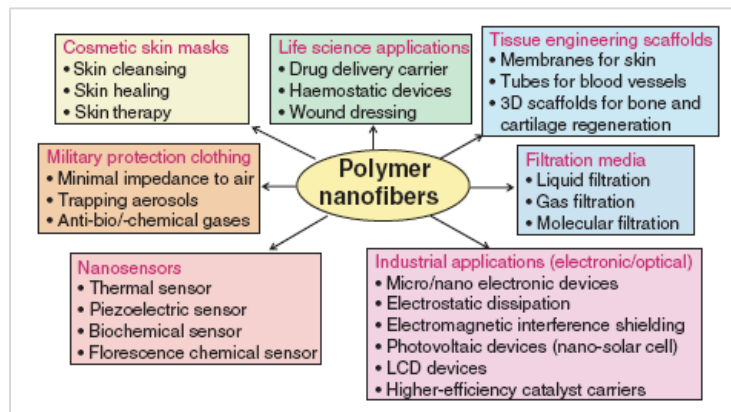 Cosmetic skin masks
• Skin cleansing
• Skin healing
• Skin therapy
Life science applications
• Drug delivery carrier
• Haemostatic devices
• Wound dressing
Tissue engineering scaffolds
• Membranes for skin
• Tubes for blood vessels
• 3D scaffolds for bone and
cartilage regeneration
Military protection clothing
• Minimal impedance to air
• Trapping aerosols
• Anti-bio/-chemical gases
Polymer
nanofibers
Filtration media
• Liquid filtration
• Gas filtration
• Molecular filtration
Nanosensors
• Thermal sensor
• Piezoelectric sensor
• Biochemical sensor
• Florescence chemical sensor
Industrial applications (electronic/optical)
• Micro/nano electronic devices
• Electrostatic dissipation
• Electromagnetic interference shielding
• Photovoltaic devices (nano-solar cell)
• LCD devices
• Higher-efficiency catalyst carriers